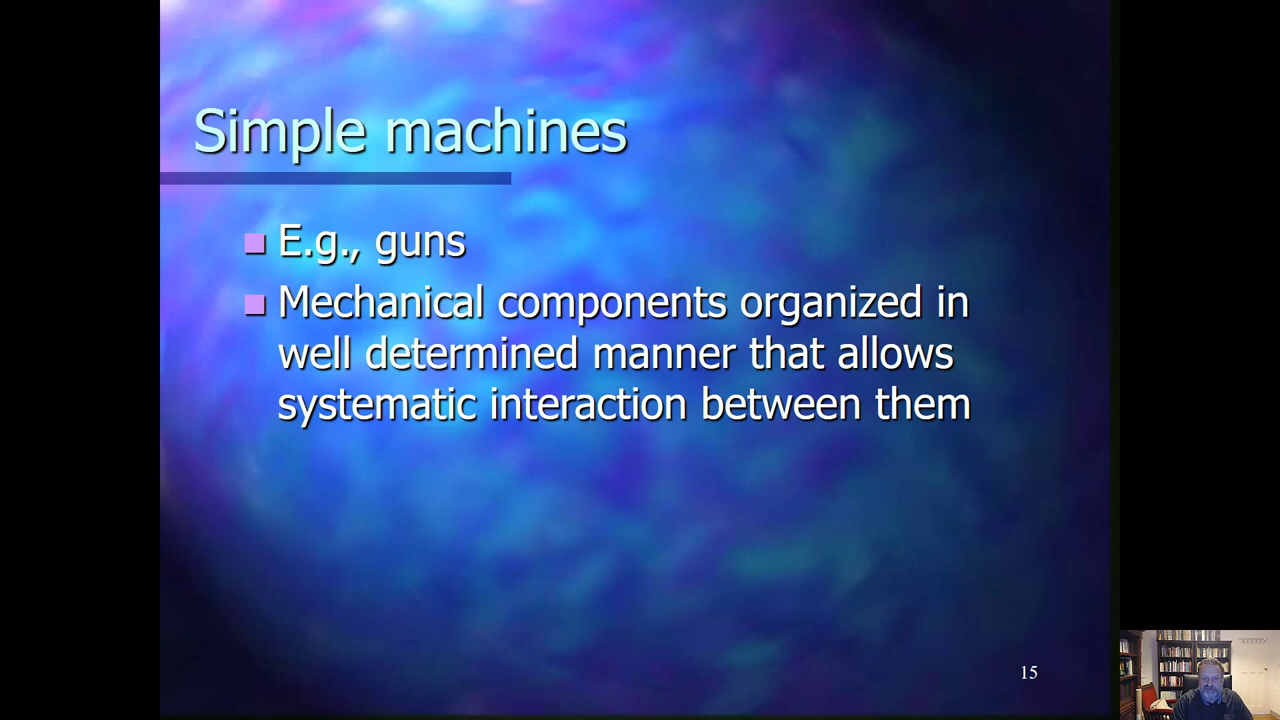 Simple machines
E.g., guns
Mechanical components organized in
well determined manner that allows
systematic interaction between them
15